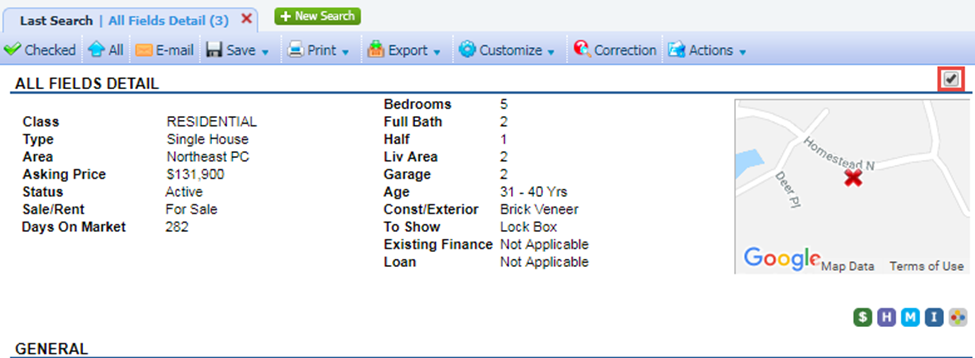 Last Search | All Fields Detail (3)
+ New Search
Checked All E-mail Save Print Export Customize Correction Actions
ALL FIELDS DETAIL
Class RESIDENTIAL
Type Single House
Area Northeast PC
Asking Price $131,900
Status Active
Sale/Rent For Sale
Days On Market 282
Bedrooms 5
Full Bath 2
Half 1
Liv Area 2
Garage 2
Age 31 - 40 Yrs
Const/Exterior Brick Veneer
To Show Lock Box
Existing Finance Not Applicable
Loan Not Applicable
Homestead N
Deer Pl
Google Map Data Terms of Use
$ H M I
GENERAL